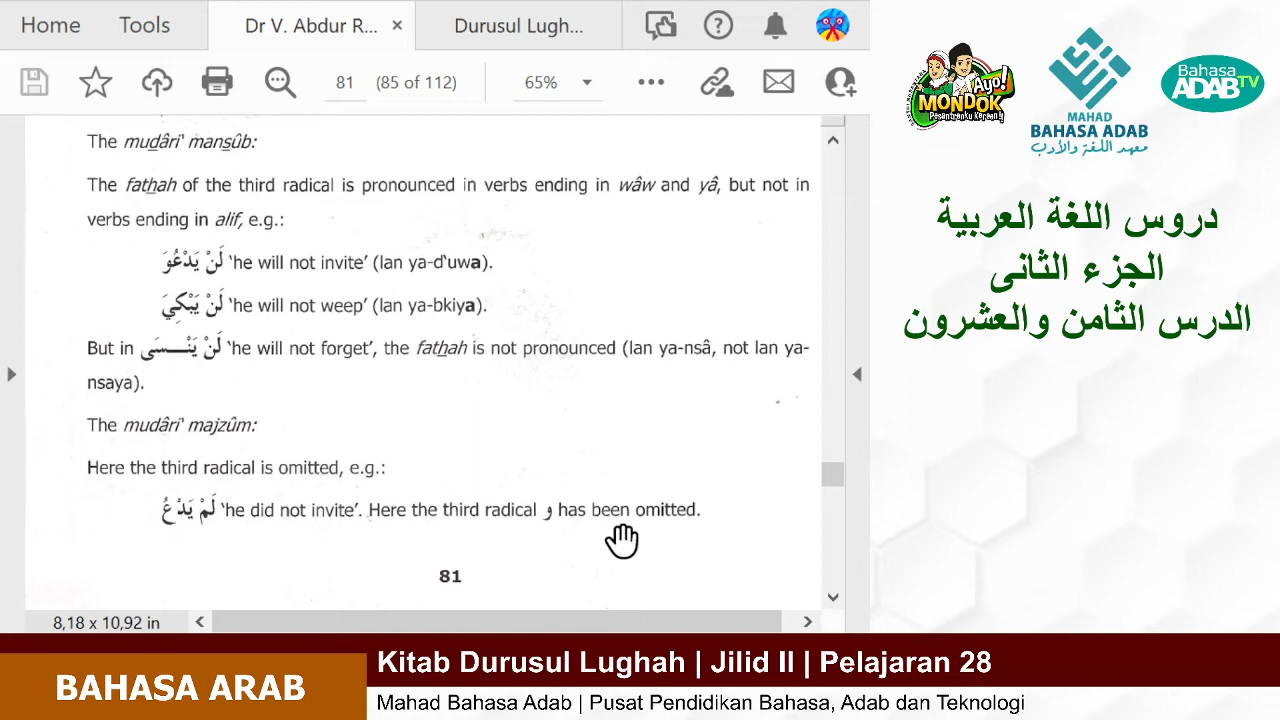 Home Tools Dr V. Abdur R... × Durusul Lugh...
81 (85 of 112) 65%
The mudâri' mansûb:
The fathah of the third radical is pronounced in verbs ending in wâw and yâ, but not in
verbs ending in alif, e.g.:
لَنْ يَدْعُوَ 'he will not invite' (lan ya-d'uwa).
لَنْ يَبْكِيَ 'he will not weep' (lan ya-bkiya).
But in لَنْ يَنْـــسَى 'he will not forget', the fathah is not pronounced (lan ya-nsâ, not lan ya-
nsaya).
The mudâri' majzûm:
Here the third radical is omitted, e.g.:
لَمْ يَدْعُ 'he did not invite'. Here the third radical و has been omitted.
81
8,18 x 10,92 in
Ayo!
MONDOK
Pesantrenku Keren!
MAHAD
BAHASA ADAB
معهد اللغة والأدب
Bahasa
ADAB TV
دروس اللغة العربية
الجزء الثانى
الدرس الثامن والعشرون
BAHASA ARAB
Kitab Durusul Lughah | Jilid II | Pelajaran 28
Mahad Bahasa Adab | Pusat Pendidikan Bahasa, Adab dan Teknologi